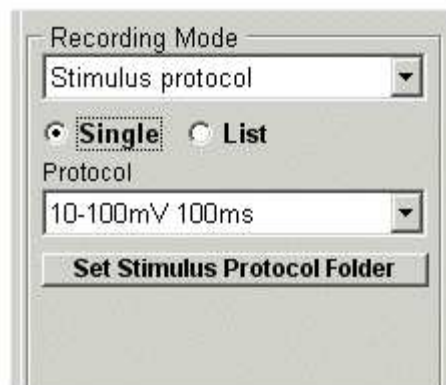 Recording Mode
Stimulus protocol
Single List
Protocol
10-100mV 100ms
Set Stimulus Protocol Folder